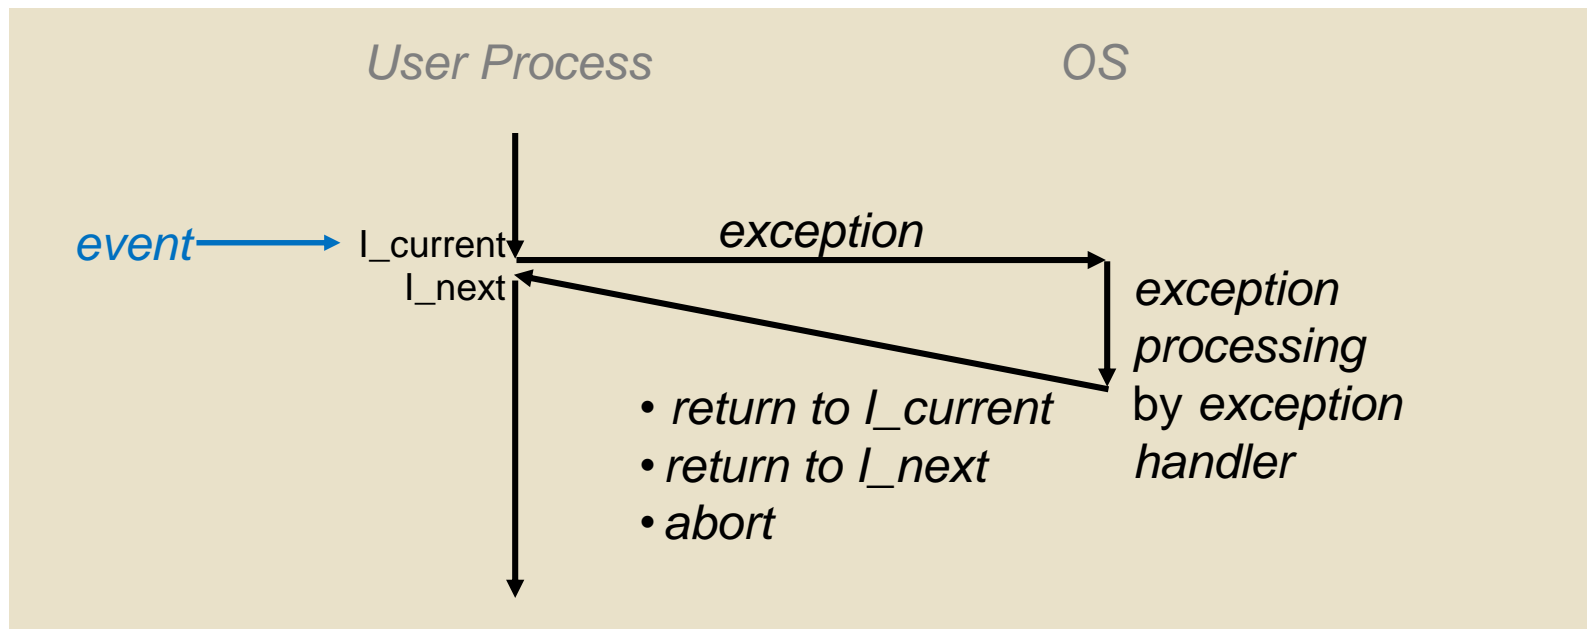 User Process
OS
event
I_current
I_next
exception
exception
processing
by exception
handler
• return to I_current
• return to I_next
• abort